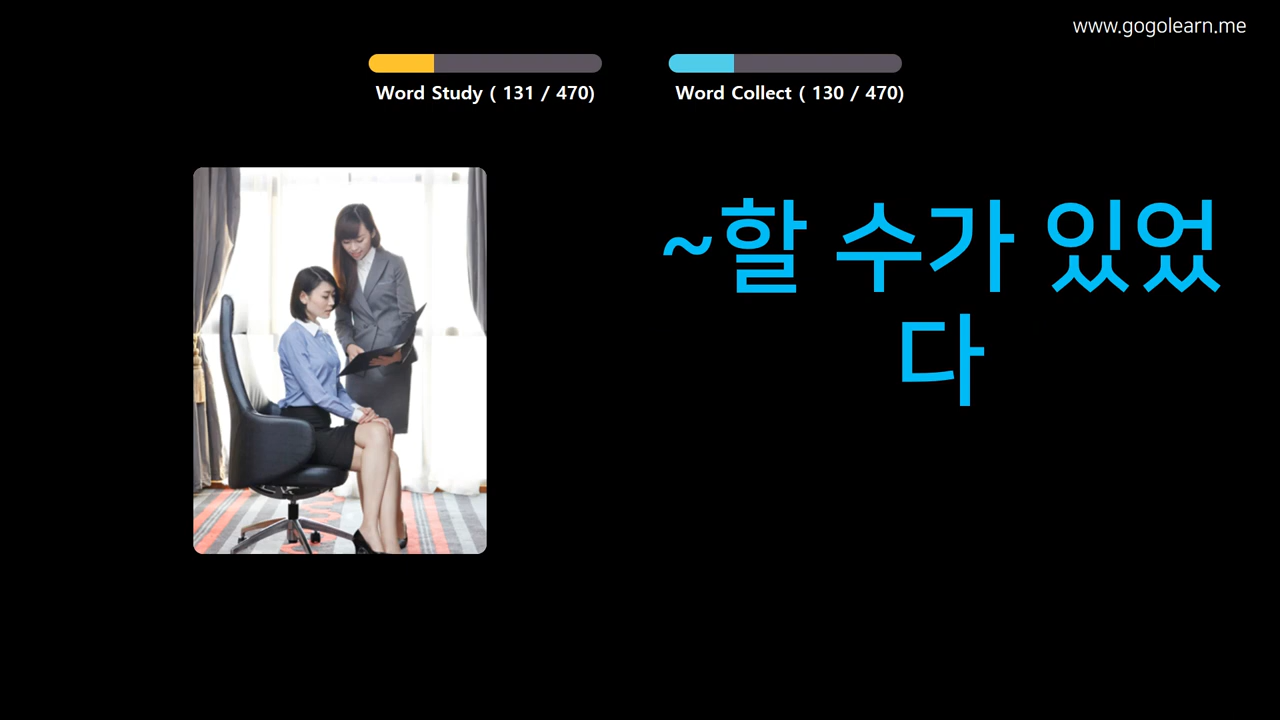 www.gogolearn.me
Word Study ( 131 / 470)
Word Collect ( 130 / 470)
~할 수가 있었
다